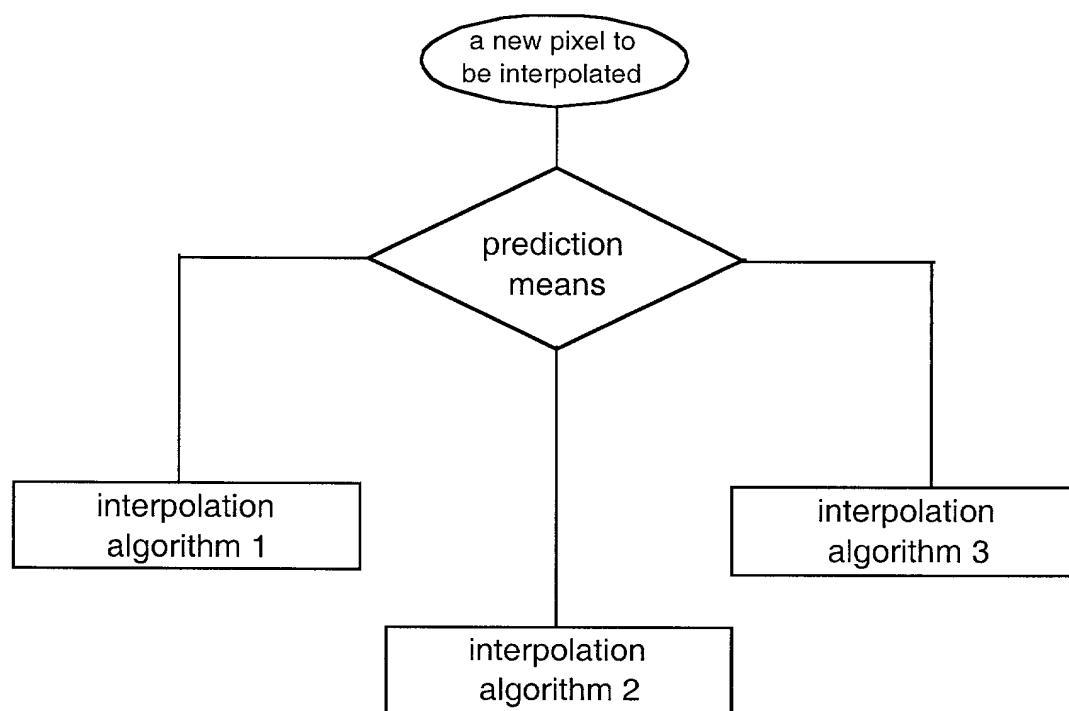 a new pixel to
be interpolated
prediction
means
interpolation
algorithm 1
interpolation
algorithm 3
interpolation
algorithm 2